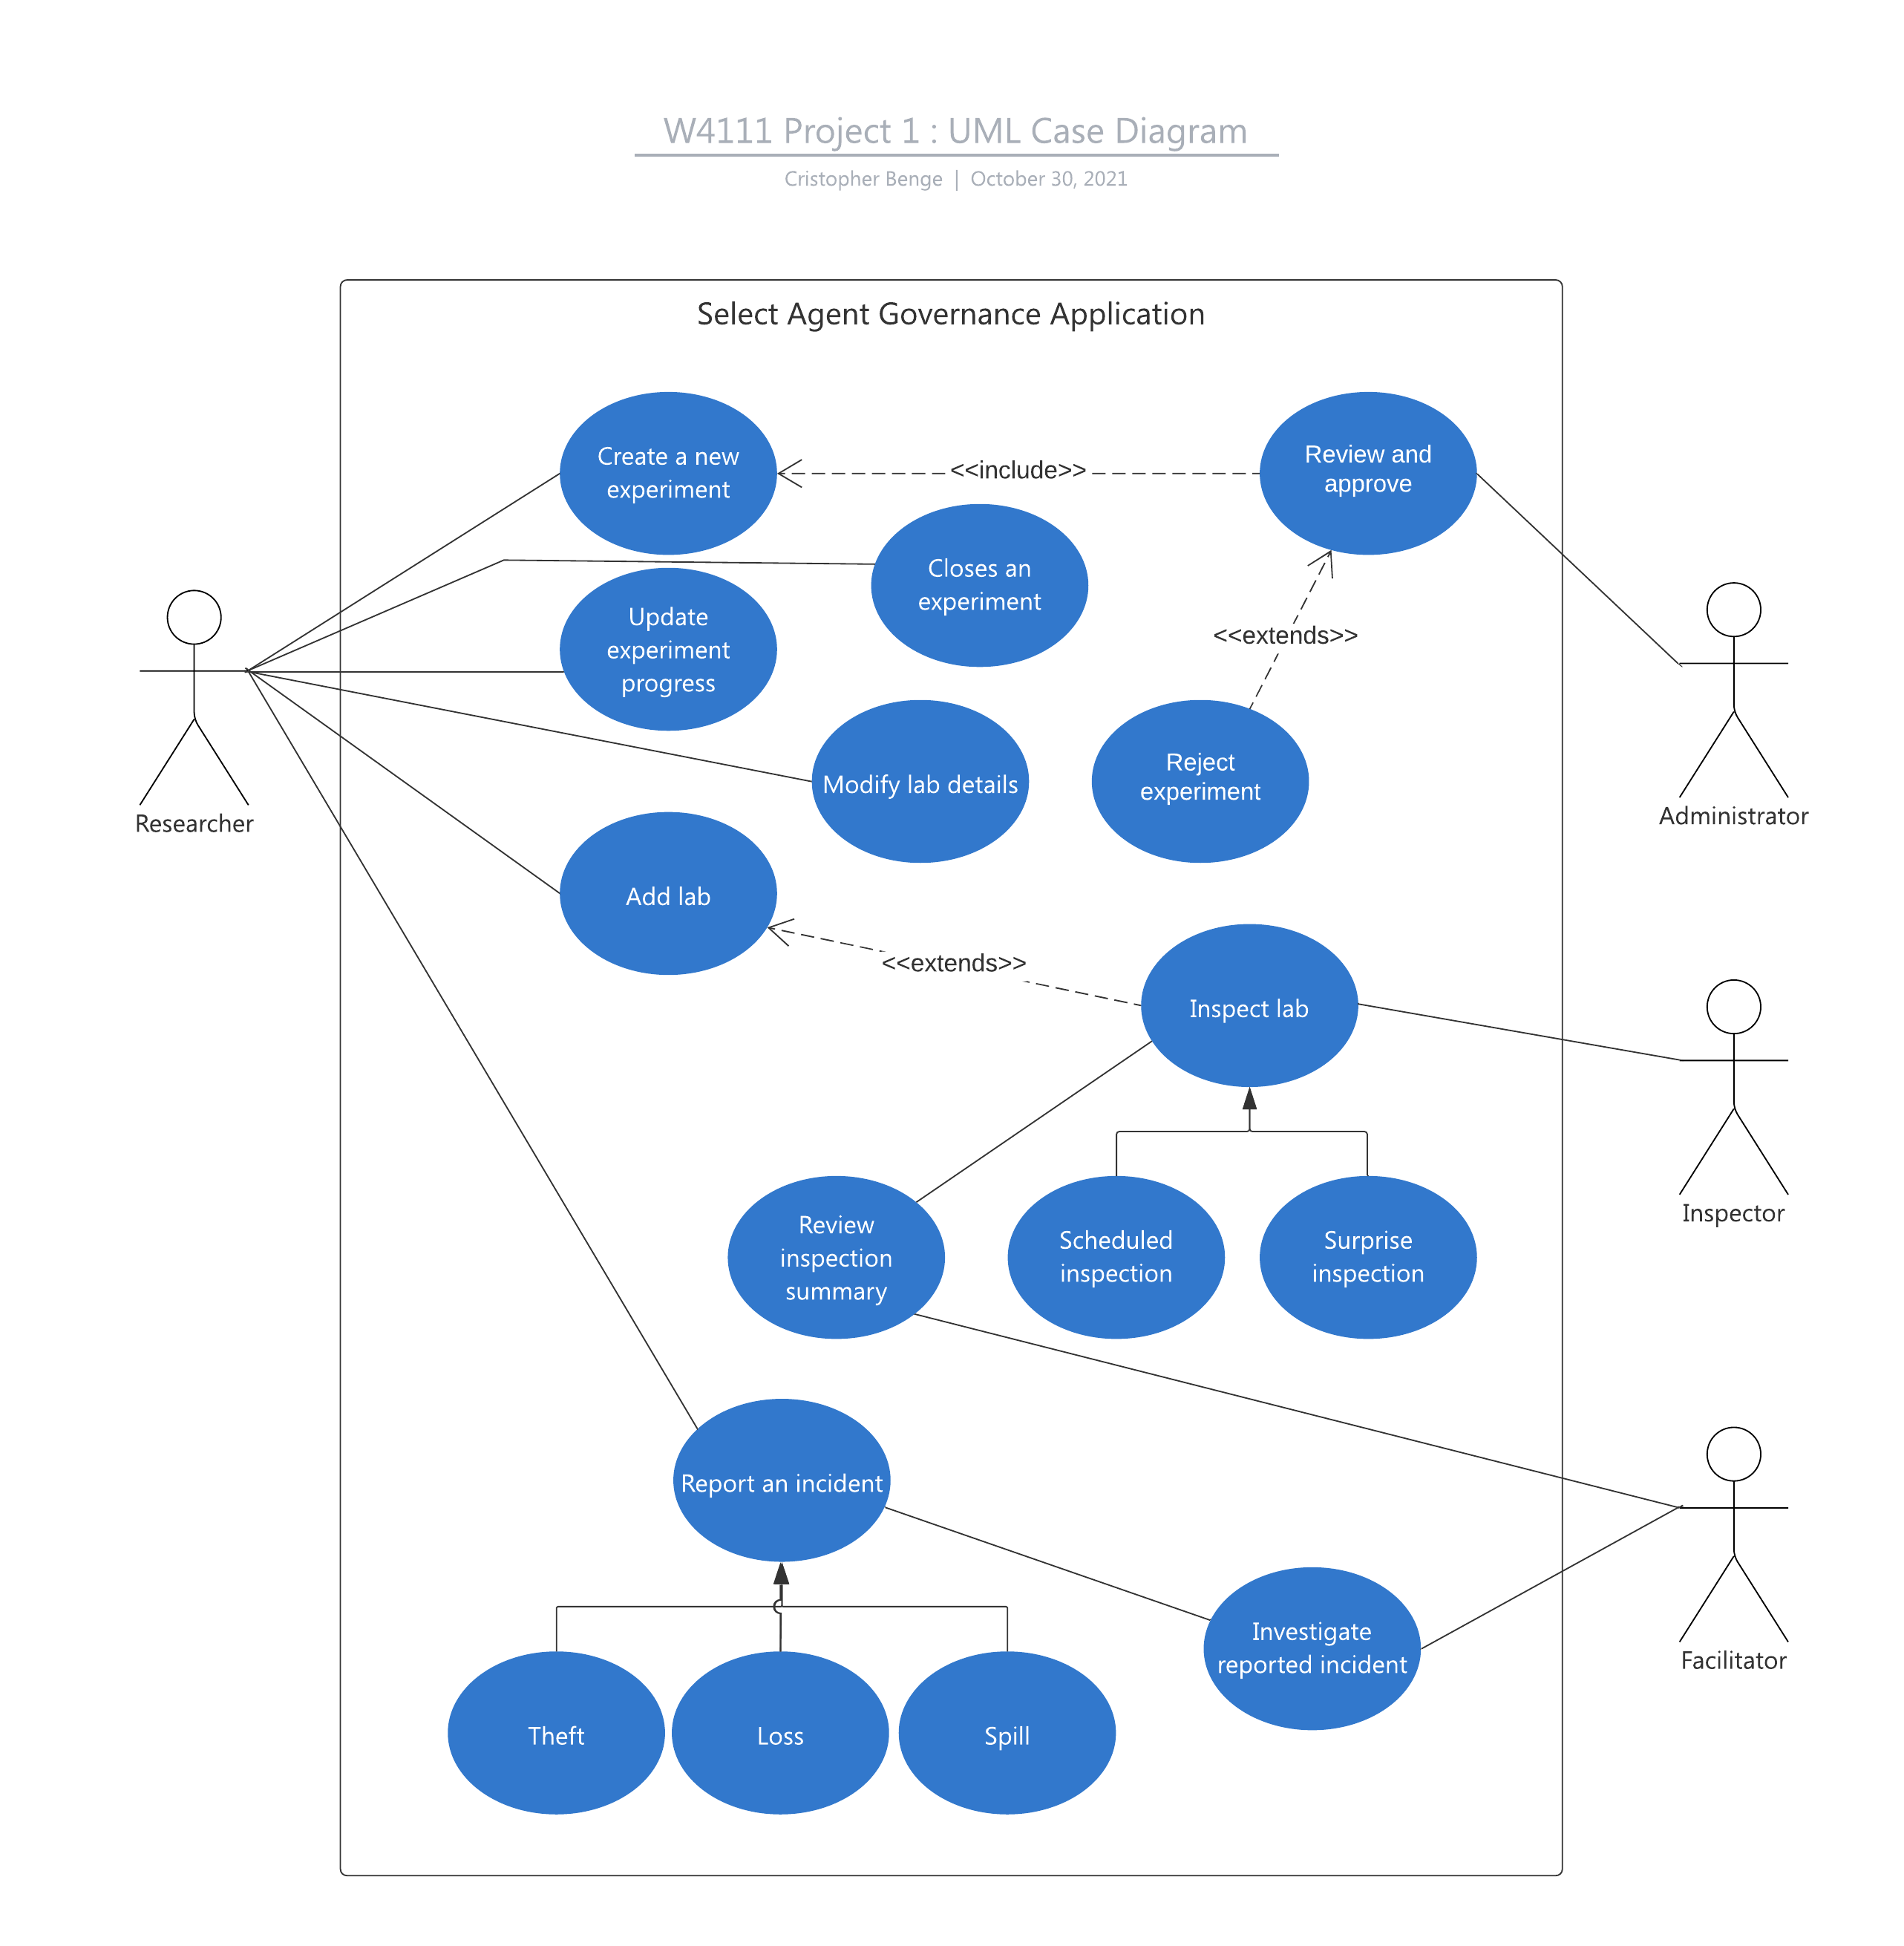 W4111 Project 1 : UML Case Diagram
Cristopher Benge | October 30, 2021
Select Agent Governance Application
Create a new
experiment
<<include>>
Review and
approve
Closes an
experiment
Update
experiment
progress
<<extends>>
Modify lab details
Reject
experiment
Researcher
Administrator
Add lab
<<extends>>
Inspect lab
Inspector
Review
inspection
summary
Scheduled
inspection
Surprise
inspection
Report an incident
Investigate
reported incident
Facilitator
Theft
Loss
Spill